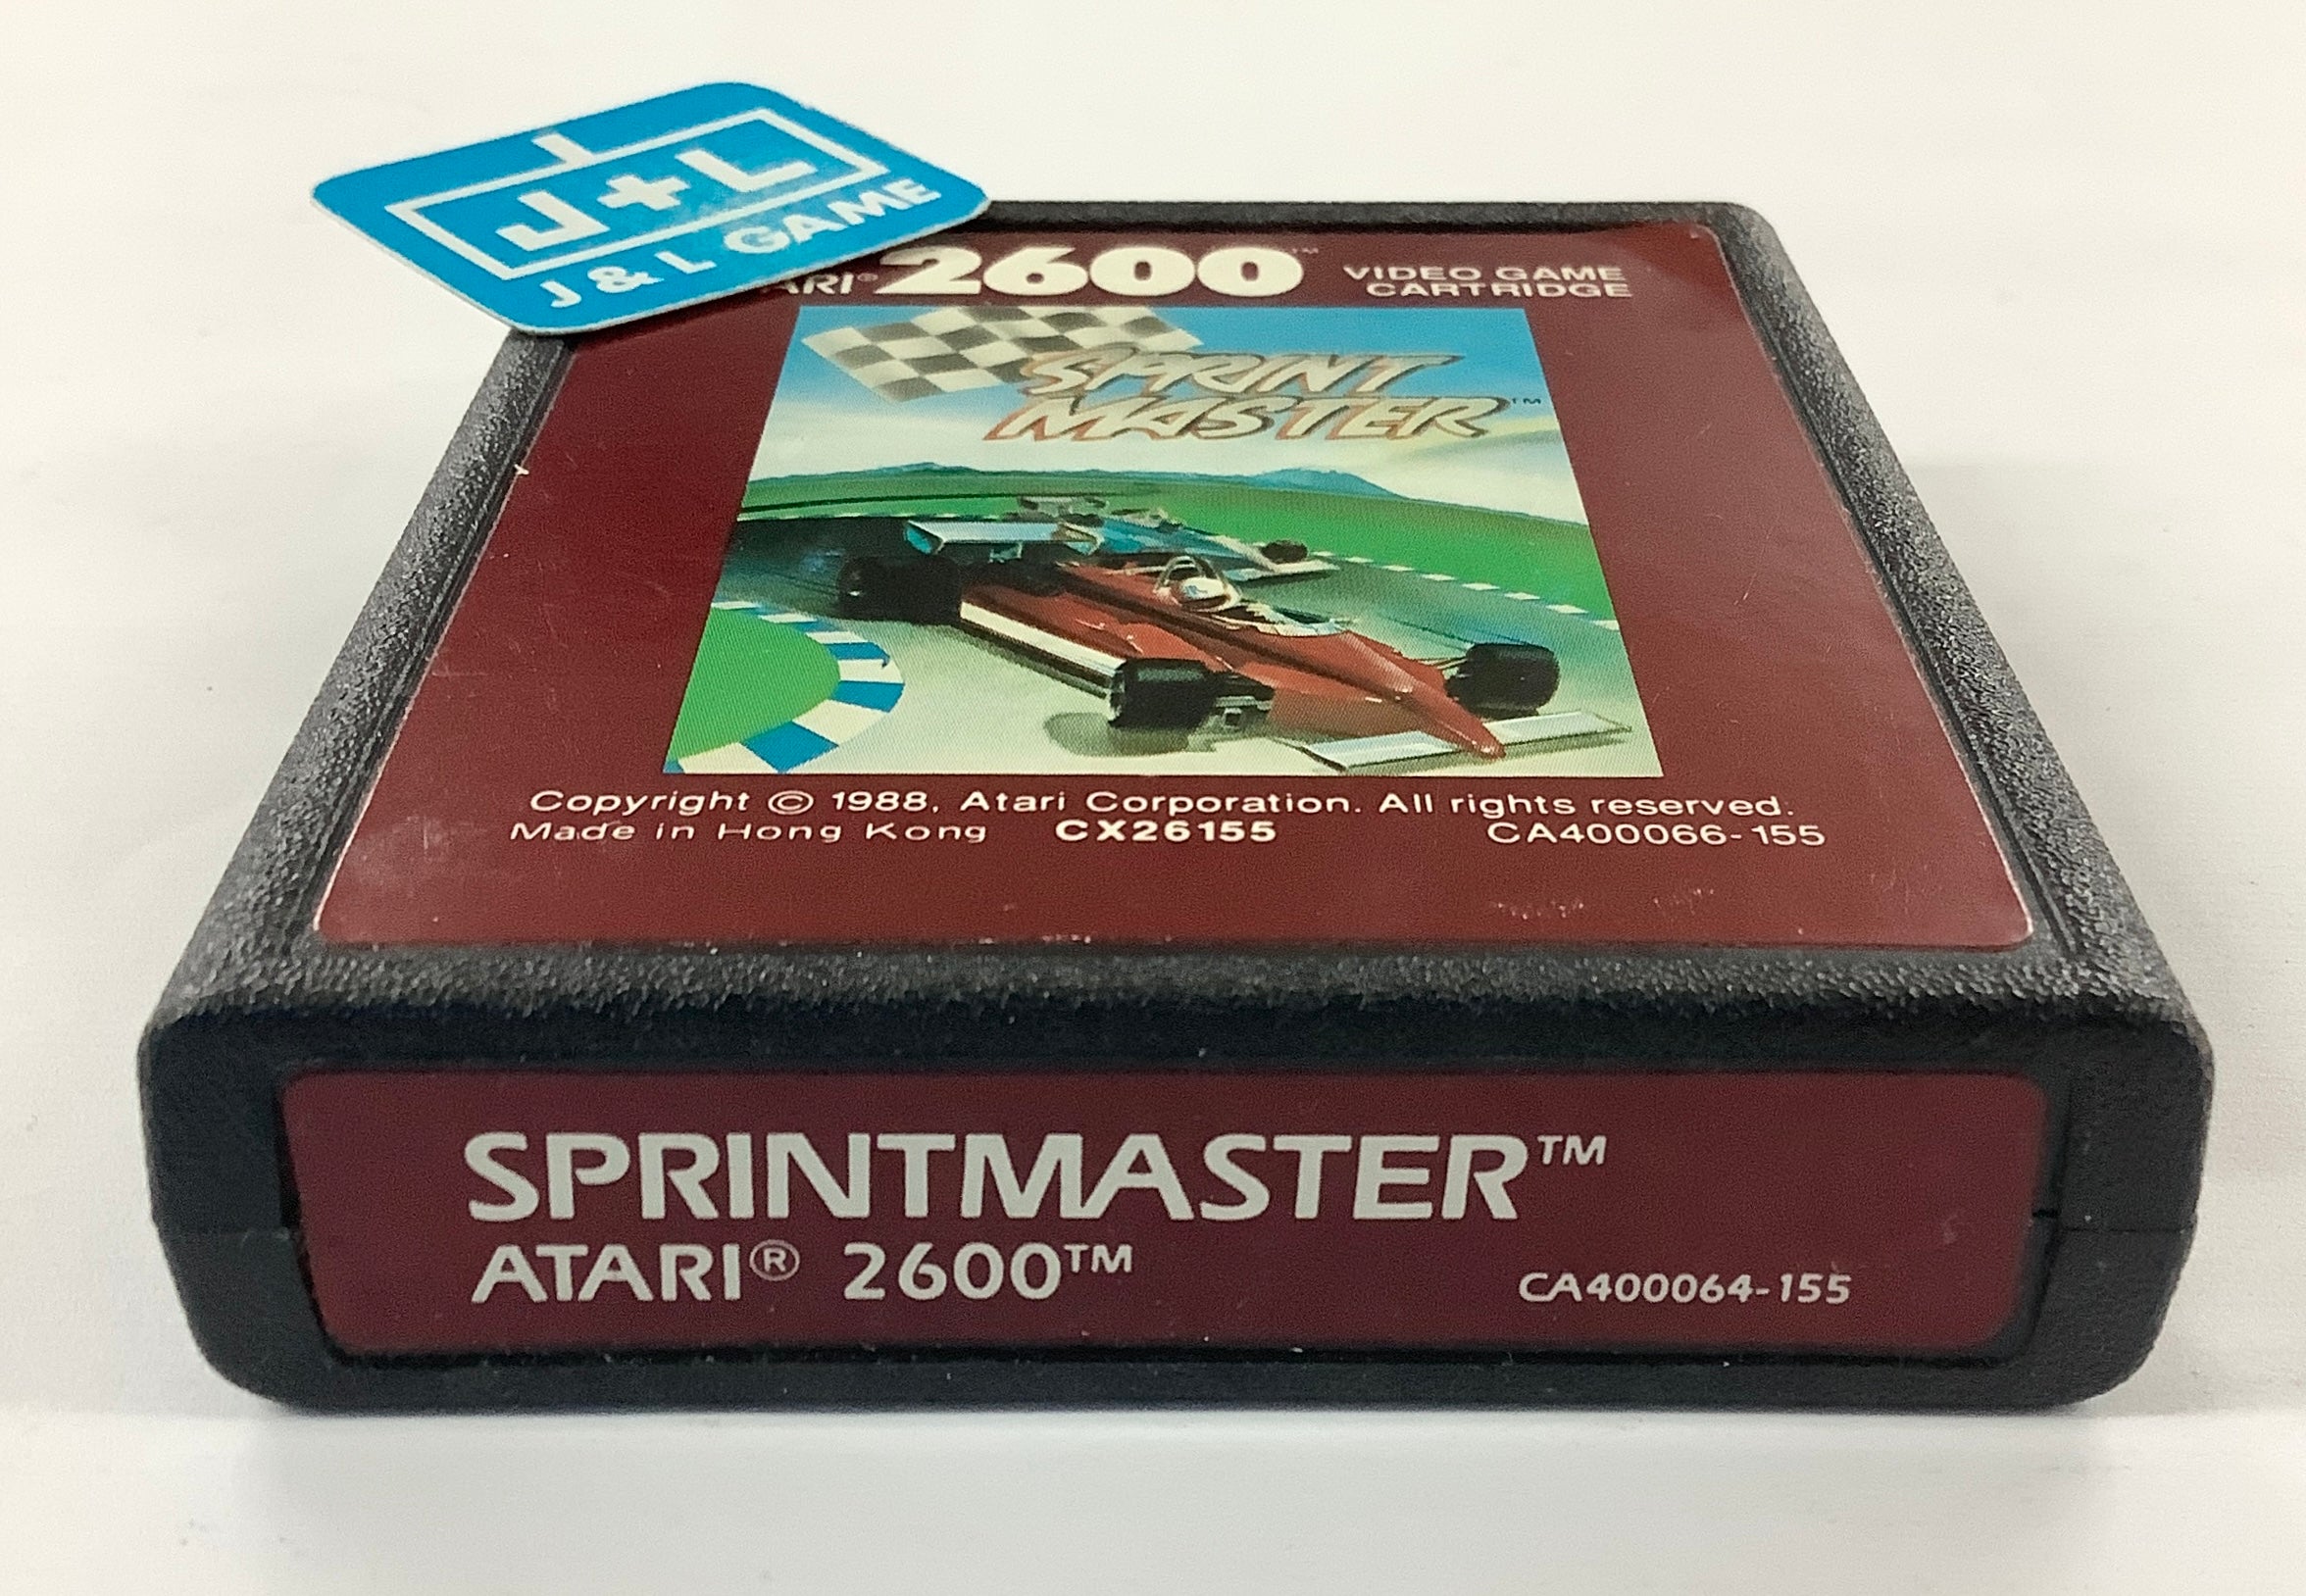 J+L
J & L GAME
ARI® 2600™ VIDEO GAME
CARTRIDGE
SPRINT
MASTER™
Copyright © 1988, Atari Corporation. All rights reserved.
Made in Hong Kong CX26155 CA400066-155
SPRINTMASTER™
ATARI® 2600™
CA400064-155